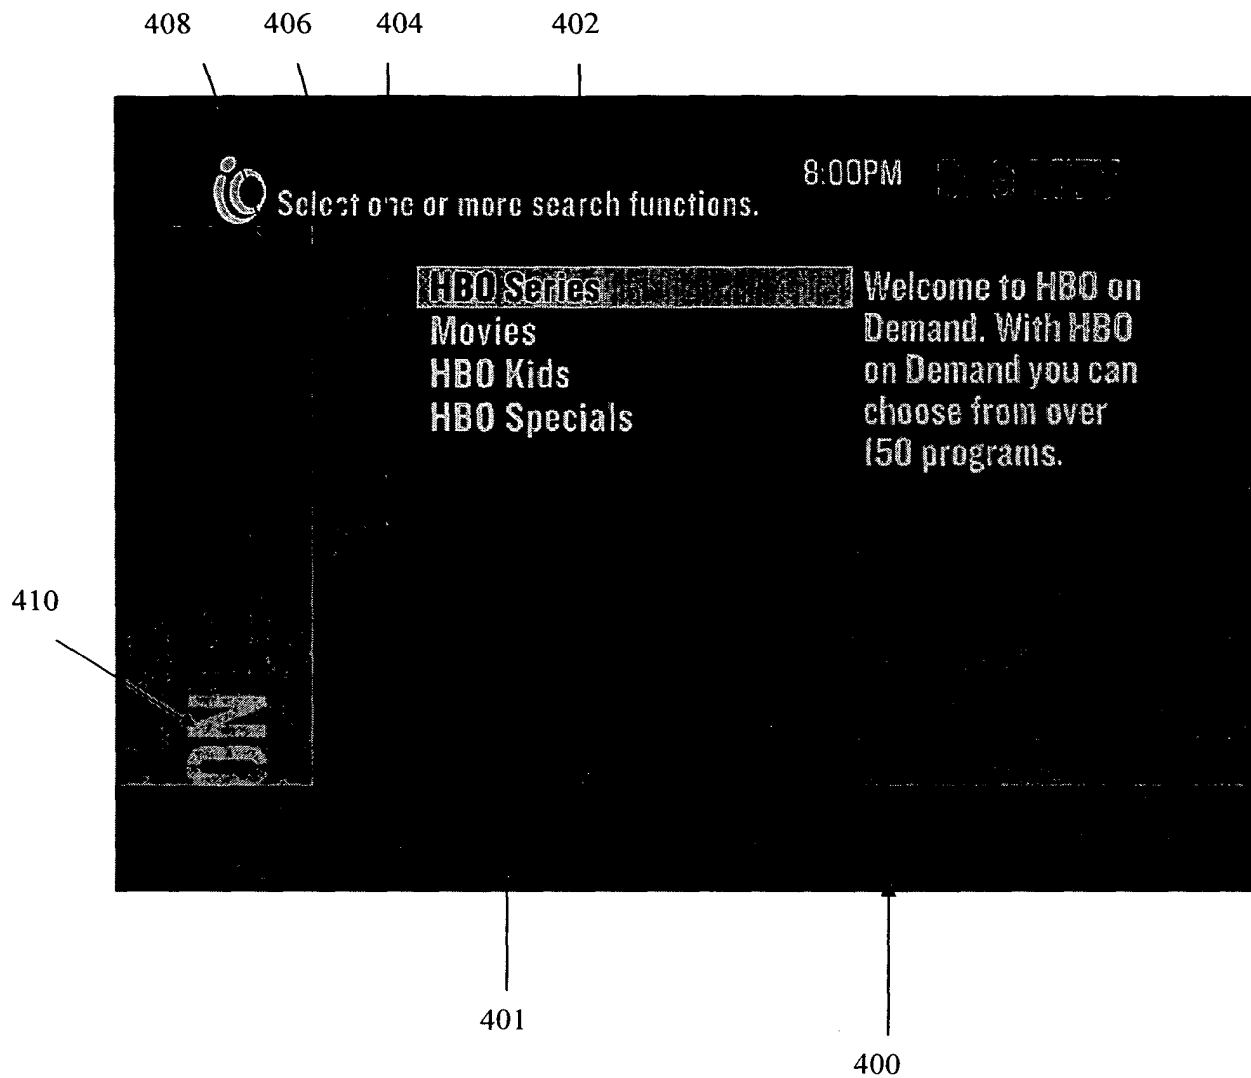 408 406 404 402
8:00PM
Select one or more search functions.
HBO Series
Movies
HBO Kids
HBO Specials
Welcome to HBO on
Demand. With HBO
on Demand you can
choose from over
150 programs.
410
ON
401
400